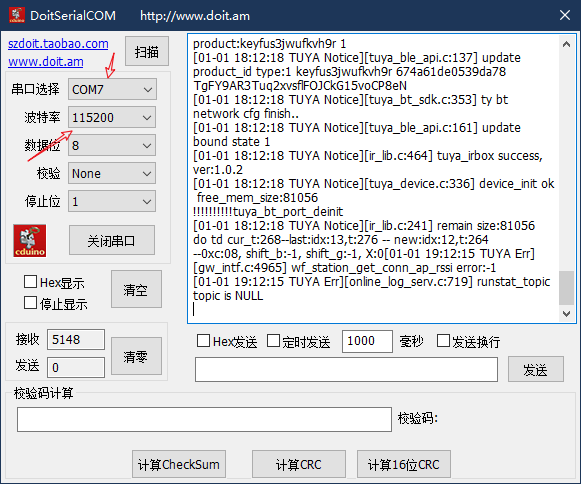 DoitSerialCOM http://www.doit.am
szdoit.taobao.com
www.doit.am
扫描
串口选择 COM7
波特率 115200
数据位 8
校验 None
停止位 1
cduino
关闭串口
Hex显示
停止显示
清空
接收 5148
发送 0
清零
product:keyfus3jwufkvh9r 1
[01-01 18:12:18 TUYA Notice][tuya_ble_api.c:137] update
product_id type:1 keyfus3jwufkvh9r 674a61de0539da78
TgFY9AR3Tuq2xvsflFOJCkG15voCP8eN
[01-01 18:12:18 TUYA Notice][tuya_bt_sdk.c:353] ty bt
network cfg finish..
[01-01 18:12:18 TUYA Notice][tuya_ble_api.c:161] update
bound state 1
[01-01 18:12:18 TUYA Notice][ir_lib.c:464] tuya_irbox success,
ver:1.0.2
[01-01 18:12:18 TUYA Notice][tuya_device.c:336] device_init ok
free_mem_size:81056
!!!!!!!!!!tuya_bt_port_deinit
[01-01 18:12:18 TUYA Notice][ir_lib.c:241] remain size:81056
do td cur_t:268--last:idx:13,t:276 -- new:idx:12,t:264
--0xc:08, shift_b:-1, shift_g:-1, X:0[01-01 19:12:15 TUYA Err]
[gw_intf.c:4965] wf_station_get_conn_ap_rssi error:-1
[01-01 19:12:15 TUYA Err][online_log_serv.c:719] runstat_topic
topic is NULL
Hex发送 定时发送 1000 毫秒 发送换行
发送
校验码计算
校验码:
计算CheckSum 计算CRC 计算16位CRC